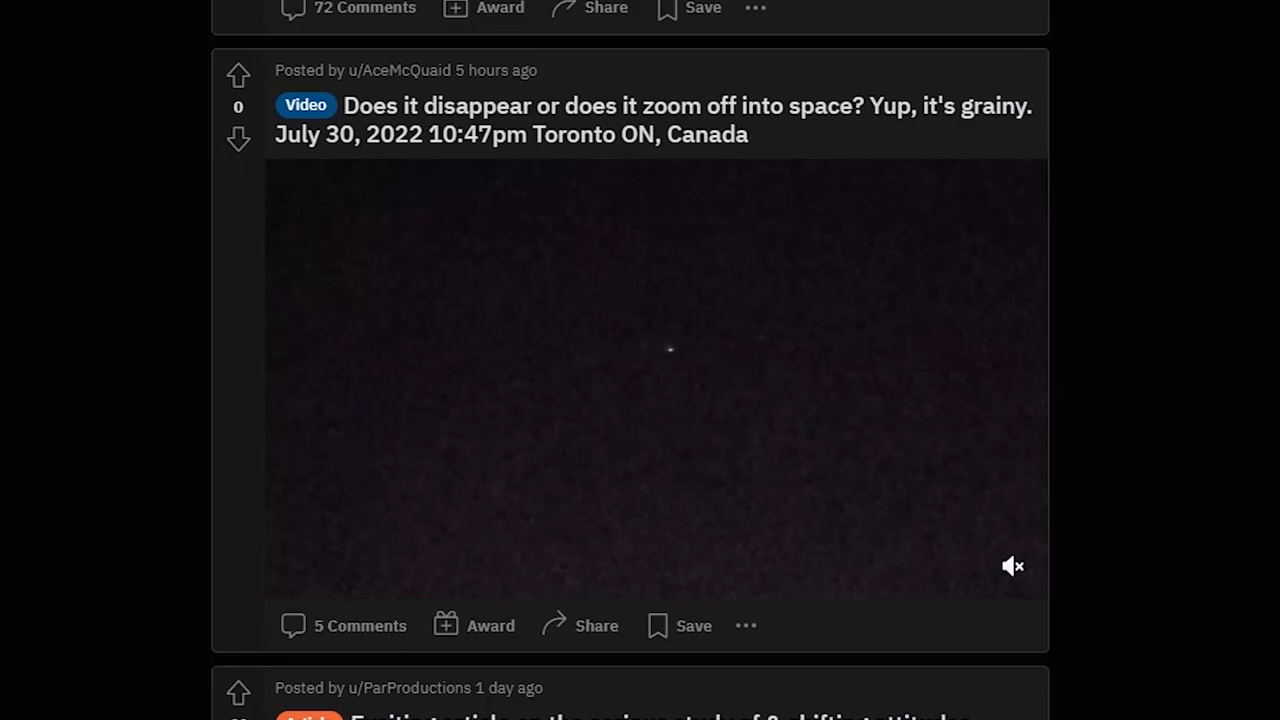 72 Comments Award Share Save
Posted by u/AceMcQuaid 5 hours ago
0
Video Does it disappear or does it zoom off into space? Yup, it's grainy.
July 30, 2022 10:47pm Toronto ON, Canada
5 Comments Award Share Save
Posted by u/ParProductions 1 day ago